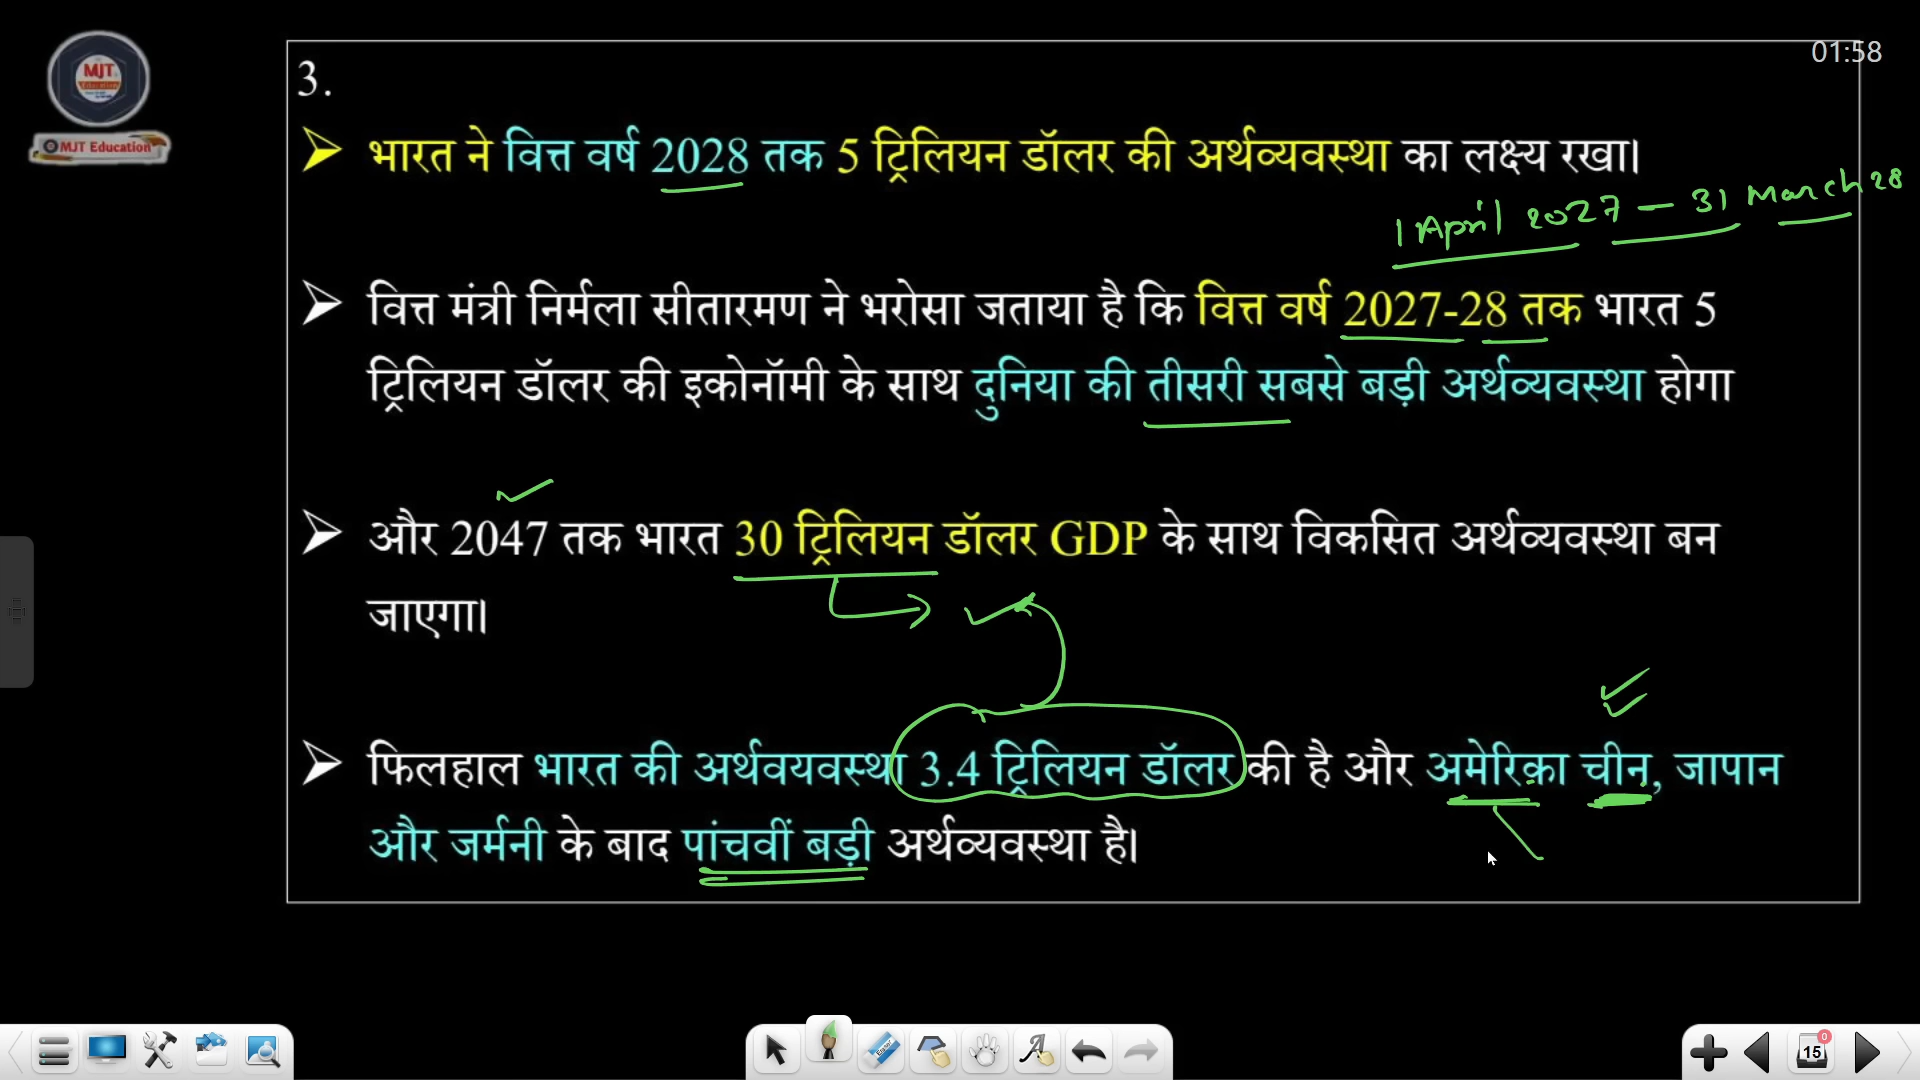 MJT
Education
MJT Education
01:58
3.
➢ भारत ने वित्त वर्ष 2028 तक 5 ट्रिलियन डॉलर की अर्थव्यवस्था का लक्ष्य रखा।
1 April 2027 – 31 March 28
➢ वित्त मंत्री निर्मला सीतारमण ने भरोसा जताया है कि वित्त वर्ष 2027-28 तक भारत 5
ट्रिलियन डॉलर की इकोनॉमी के साथ दुनिया की तीसरी सबसे बड़ी अर्थव्यवस्था होगा
➢ और 2047 तक भारत 30 ट्रिलियन डॉलर GDP के साथ विकसित अर्थव्यवस्था बन
जाएगा।
➢ फिलहाल भारत की अर्थवयवस्था 3.4 ट्रिलियन डॉलर की है और अमेरिका चीन, जापान
और जर्मनी के बाद पांचवीं बड़ी अर्थव्यवस्था है।
15
0